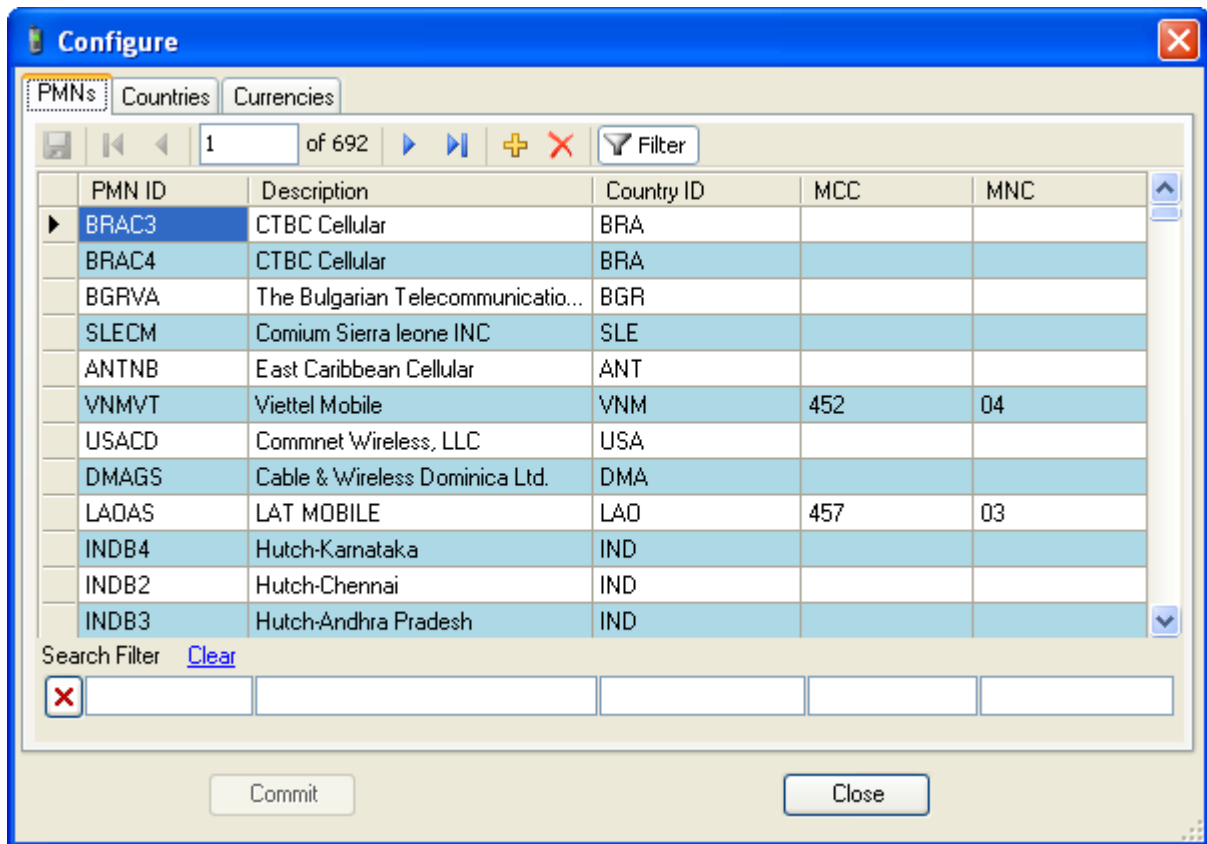 Configure
PMNs Countries Currencies
1 of 692 Filter
PMN ID Description Country ID MCC MNC
BRAC3 CTBC Cellular BRA
BRAC4 CTBC Cellular BRA
BGRVA The Bulgarian Telecommunicatio... BGR
SLECM Comium Sierra leone INC SLE
ANTNB East Caribbean Cellular ANT
VNMVT Viettel Mobile VNM 452 04
USACD Commnet Wireless, LLC USA
DMAGS Cable & Wireless Dominica Ltd. DMA
LAOAS LAT MOBILE LAO 457 03
INDB4 Hutch-Karnataka IND
INDB2 Hutch-Chennai IND
INDB3 Hutch-Andhra Pradesh IND
Search Filter Clear
Commit Close